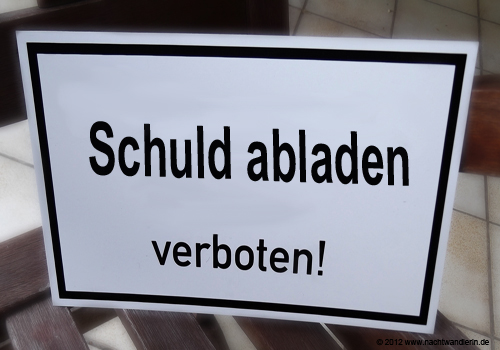 Schuld abladen
verboten!
© 2012 www.nachtwandlerin.de